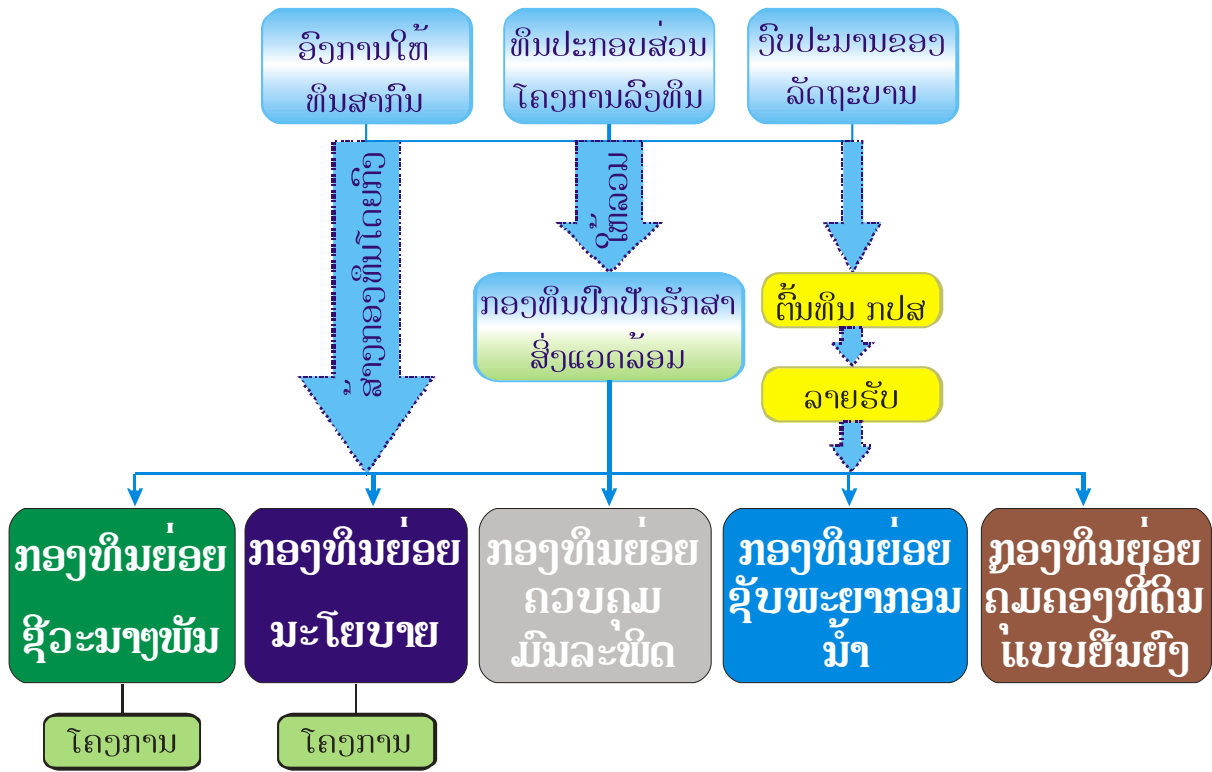 ອົງການໃຫ້
ທຶນສາກົນ
ທຶນປະກອບສ່ວນ
ໂຄງການລົງທຶນ
ງົບປະມານຂອງ
ລັດຖະບານ
ສ້າງກອງທຶນໂດຍກົງ
ກອງທຶນປົກປັກຮັກສາ
ສິ່ງແວດລ້ອມ
ຕົ້ນທຶນ ກປສ
ລາຍຮັບ
ກອງທຶນຍ່ອຍ
ຊີວະນາໆພັນ
ກອງທຶນຍ່ອຍ
ນະໂຍບາຍ
ກອງທຶນຍ່ອຍ
ຄວບຄຸມ
ມົນລະພິດ
ກອງທຶນຍ່ອຍ
ຊັບພະຍາກອນ
ນ້ຳ
ກອງທຶນຍ່ອຍ
ຄຸ້ມຄອງທີ່ດິນ
ແບບຍືນຍົງ
ໂຄງການ
ໂຄງການ